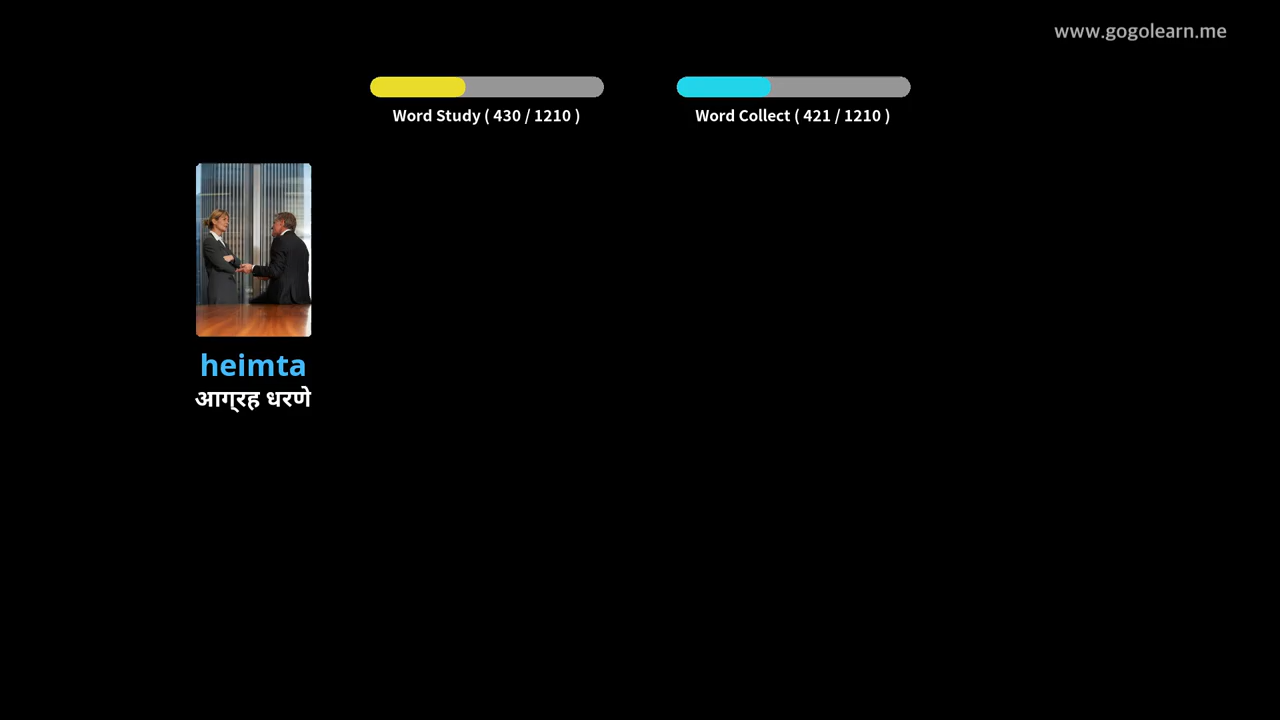 www.gogolearn.me
Word Study ( 430 / 1210 )
Word Collect ( 421 / 1210 )
heimta
आग्रह धरणे